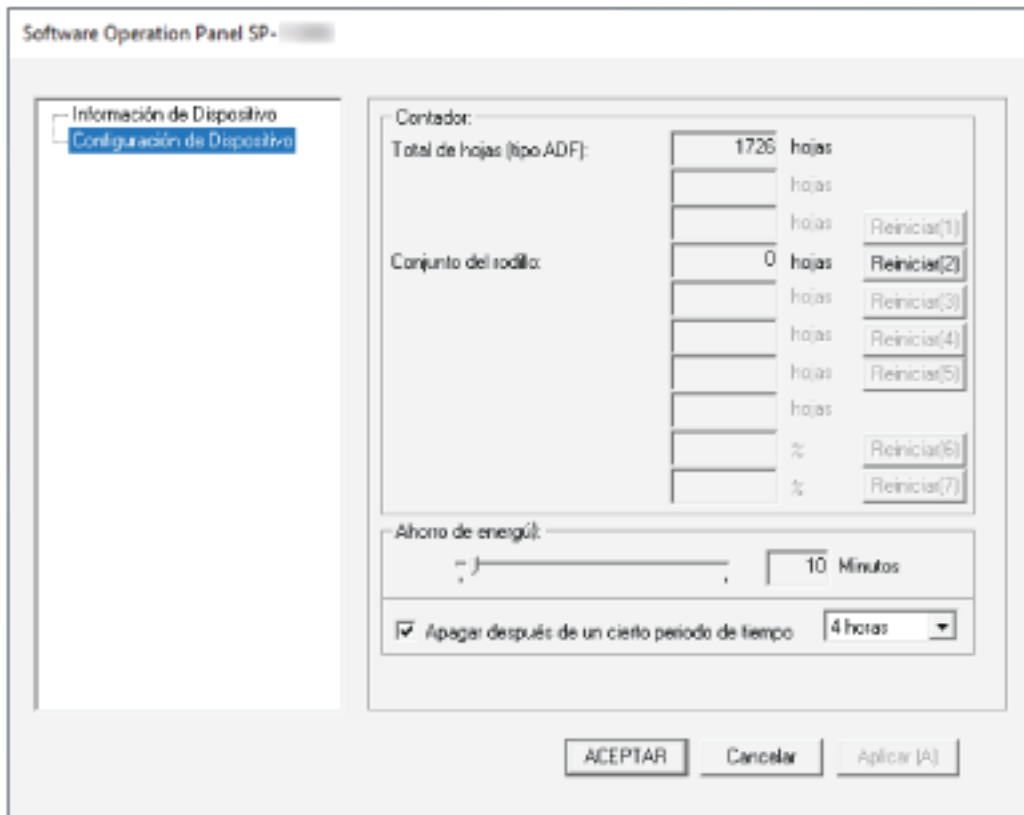 Software Operation Panel SP-
Información de Dispositivo
Configuración de Dispositivo
Contador:
Total de hojas (tipo ADF): 1726 hojas
hojas
hojas Reiniciar(1)
Conjunto del rodillo: 0 hojas Reiniciar(2)
hojas Reiniciar(3)
hojas Reiniciar(4)
hojas Reiniciar(5)
hojas
% Reiniciar(6)
% Reiniciar(7)
Ahorro de energú):
10 Minutos
Apagar después de un cierto periodo de tiempo 4 horas
ACEPTAR Cancelar Aplicar (A)